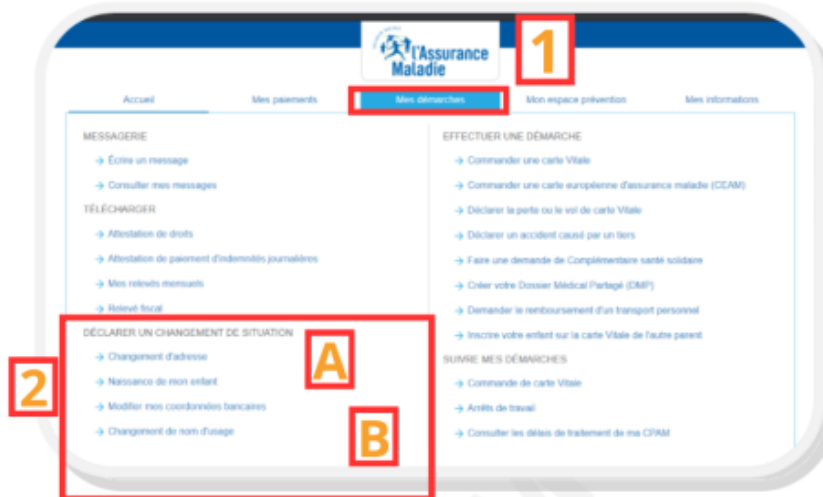 l'Assurance
Maladie
1
Accueil
Mes paiements
Mes démarches
Mon espace prévention
Mes informations
MESSAGERIE
Écrire un message
Consulter mes messages
TÉLÉCHARGER
Attestation de droits
Attestation de paiement d'indemnités journalières
Mes relevés mensuels
Relevé fiscal
DÉCLARER UN CHANGEMENT DE SITUATION
A
2
Changement d'adresse
Naissance de mon enfant
Modifier mes coordonnées bancaires
B
Changement de nom d'usage
EFFECTUER UNE DÉMARCHE
Commander une carte Vitale
Commander une carte européenne d'assurance maladie (CEAM)
Déclarer la perte ou le vol de carte Vitale
Déclarer un accident causé par un tiers
Faire une demande de Complémentaire santé solidaire
Créer votre Dossier Médical Partagé (DMP)
Demander le remboursement d'un transport personnel
Inscrire votre enfant sur la carte Vitale de l'autre parent
SUIVRE MES DÉMARCHES
Commande de carte Vitale
Arrêts de travail
Consulter les délais de traitement de ma CPAM